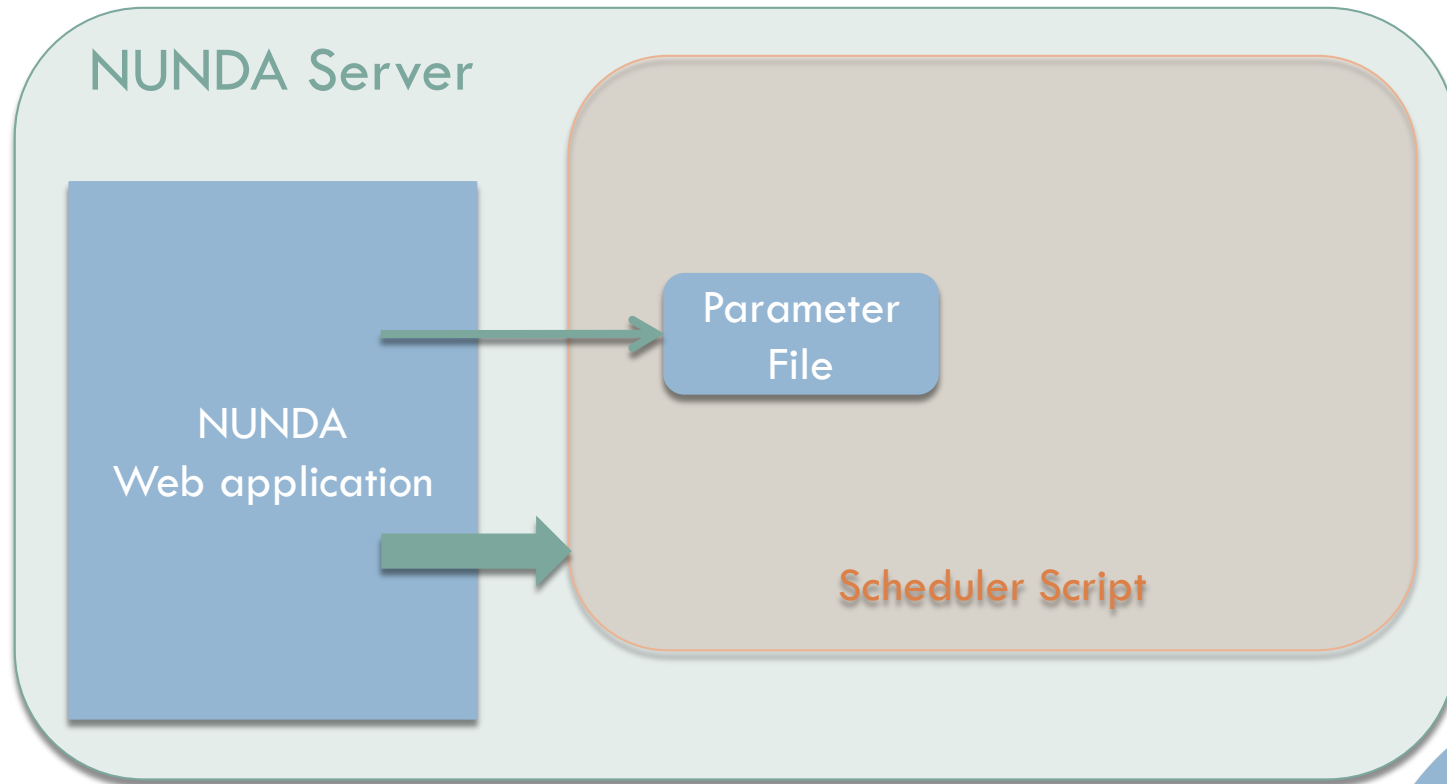 NUNDA Server
Parameter
File
NUNDA
Web application
Scheduler Script